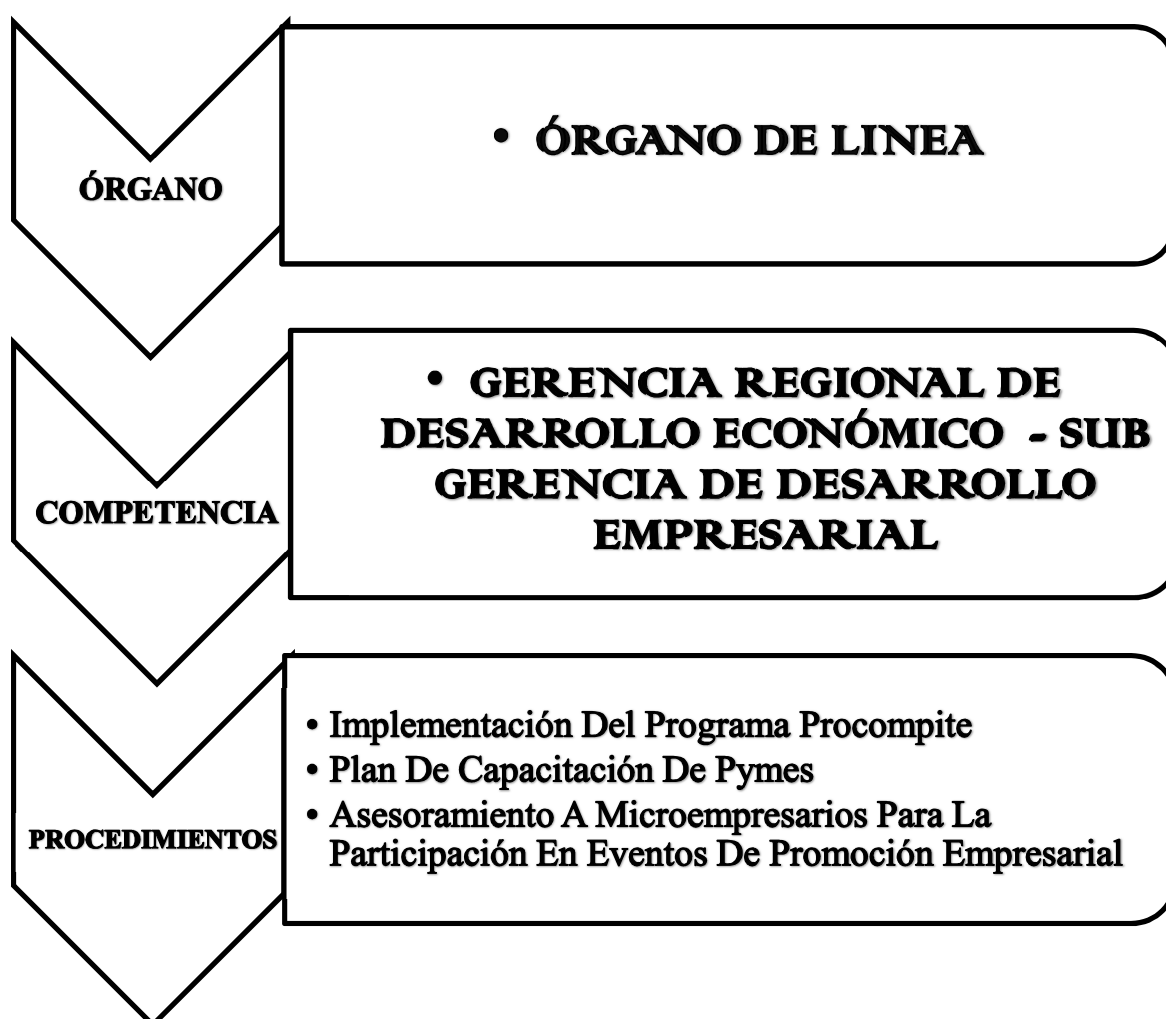 ÓRGANO
• ÓRGANO DE LINEA
COMPETENCIA
• GERENCIA REGIONAL DE
DESARROLLO ECONÓMICO - SUB
GERENCIA DE DESARROLLO
EMPRESARIAL
PROCEDIMIENTOS
• Implementación Del Programa Procompite
• Plan De Capacitación De Pymes
• Asesoramiento A Microempresarios Para La
Participación En Eventos De Promoción Empresarial